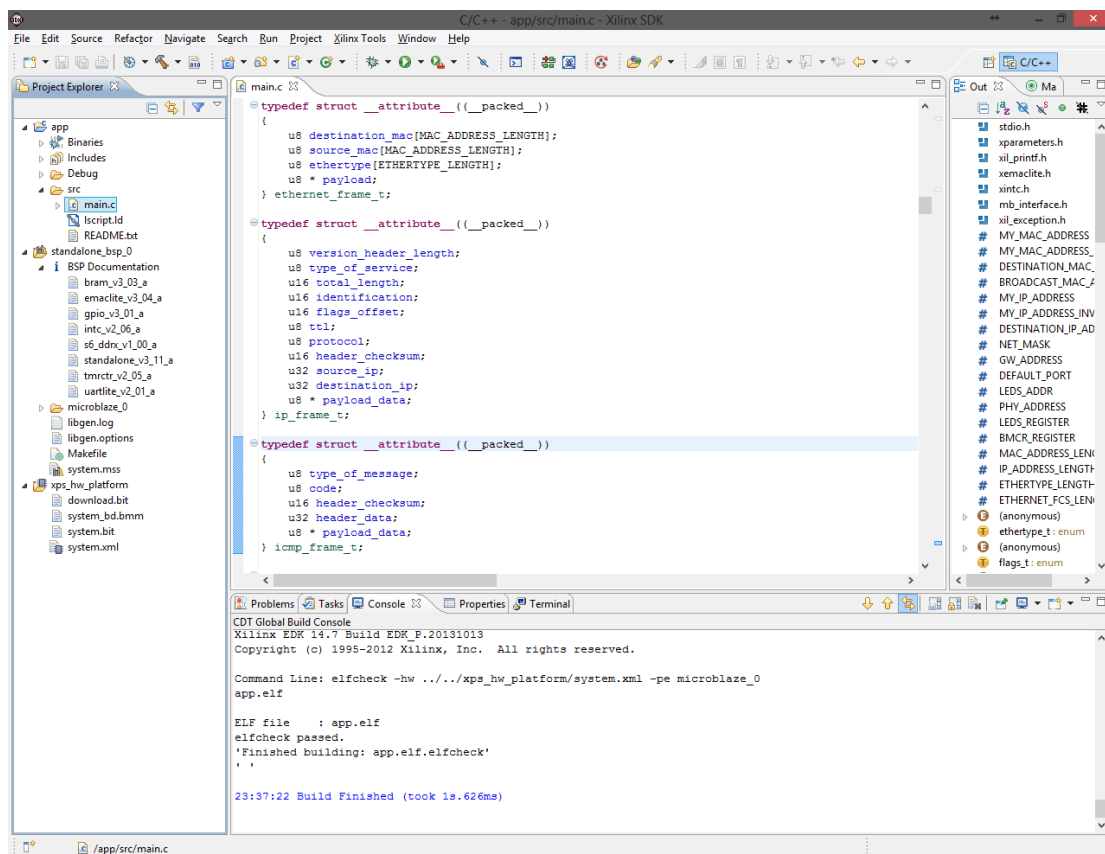 C/C++ - app/src/main.c - Xilinx SDK
File Edit Source Refactor Navigate Search Run Project Xilinx Tools Window Help
C/C++
Project Explorer
app
Binaries
Includes
Debug
src
main.c
lscript.ld
README.txt
standalone_bsp_0
BSP Documentation
bram_v3_03_a
emaclite_v3_04_a
gpio_v3_01_a
intc_v2_06_a
s6_ddrx_v1_00_a
standalone_v3_11_a
tmrctr_v2_05_a
uartlite_v2_01_a
microblaze_0
libgen.log
libgen.options
Makefile
system.mss
xps_hw_platform
download.bit
system_bd.bmm
system.bit
system.xml
main.c
typedef struct __attribute__((__packed__))
{
u8 destination_mac[MAC_ADDRESS_LENGTH];
u8 source_mac[MAC_ADDRESS_LENGTH];
u8 ethertype[ETHERTYPE_LENGTH];
u8 * payload;
} ethernet_frame_t;
typedef struct __attribute__((__packed__))
{
u8 version_header_length;
u8 type_of_service;
u16 total_length;
u16 identification;
u16 flags_offset;
u8 ttl;
u8 protocol;
u16 header_checksum;
u32 source_ip;
u32 destination_ip;
u8 * payload_data;
} ip_frame_t;
typedef struct __attribute__((__packed__))
{
u8 type_of_message;
u8 code;
u16 header_checksum;
u32 header_data;
u8 * payload_data;
} icmp_frame_t;
Out Ma
stdio.h
xparameters.h
xil_printf.h
xemaclite.h
xintc.h
mb_interface.h
xil_exception.h
# MY_MAC_ADDRESS
# MY_MAC_ADDRESS_
# DESTINATION_MAC_
# BROADCAST_MAC_A
# MY_IP_ADDRESS
# MY_IP_ADDRESS_INV
# DESTINATION_IP_AD
# NET_MASK
# GW_ADDRESS
# DEFAULT_PORT
# LEDS_ADDR
# PHY_ADDRESS
# LEDS_REGISTER
# BMCR_REGISTER
# MAC_ADDRESS_LEN
# IP_ADDRESS_LENGTH
# ETHERTYPE_LENGTH
# ETHERNET_FCS_LEN
(anonymous)
ethertype_t : enum
(anonymous)
flags_t : enum
Problems Tasks Console Properties Terminal
CDT Global Build Console
Xilinx EDK 14.7 Build EDK_P.20131013
Copyright (c) 1995-2012 Xilinx, Inc. All rights reserved.
Command Line: elfcheck -hw ../../xps_hw_platform/system.xml -pe microblaze_0
app.elf
ELF file : app.elf
elfcheck passed.
'Finished building: app.elf.elfcheck'
' '
23:37:22 Build Finished (took 1s.626ms)
/app/src/main.c